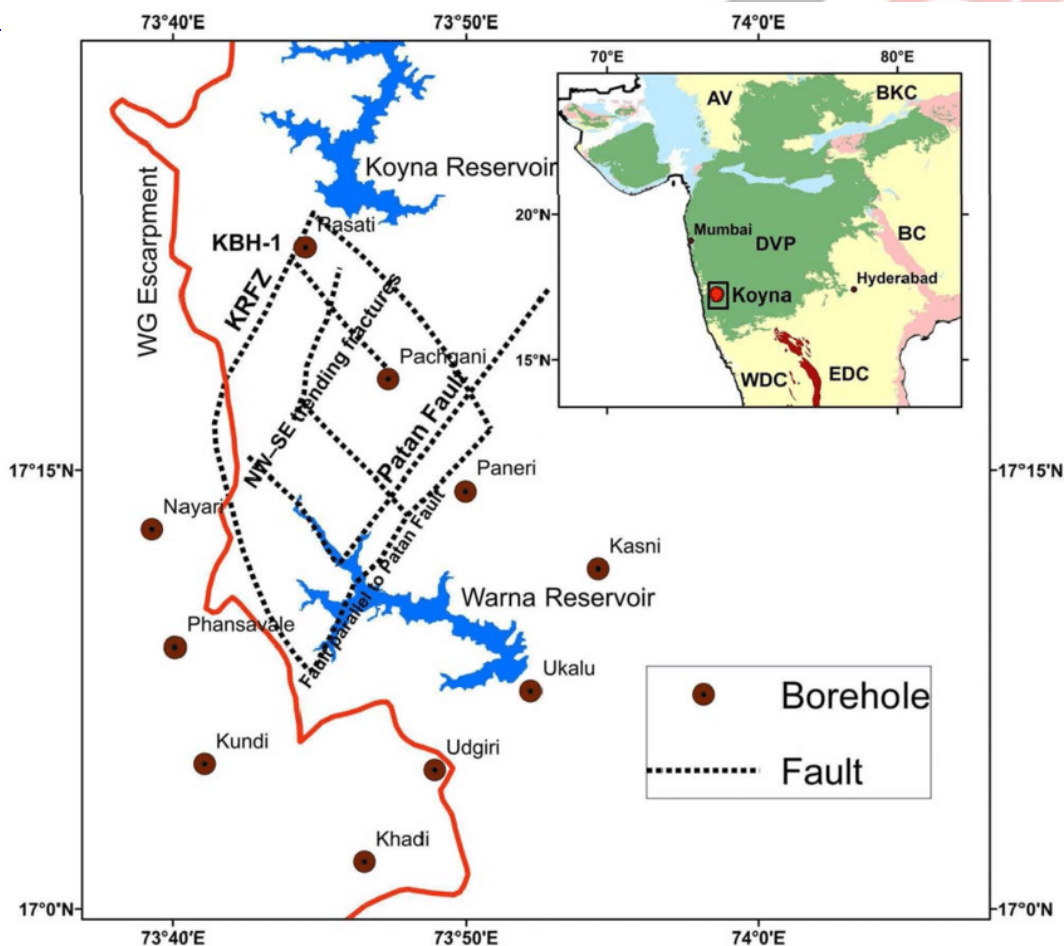 73°40'
73°50'
74°0'
70°E
80°E
AV
BKC
Koyna Reservoir
WG Escarpment
20°N
Mumbai
DVP
BC
Rasati
KBH-1
Hyderabad
Koyna
KRFZ
NW–SE trending fractures
Pachgani
15°N
WDC
EDC
Patan Fault
17°15'N
17°15'N
Paneri
Nayari
Kasni
Fault parallel to Patan Fault
Warna Reservoir
Phansavale
Ukalu
Borehole
Kundi
Udgiri
Fault
Khadi
17°0'N
17°0'N
73°40'
73°50'
74°0'